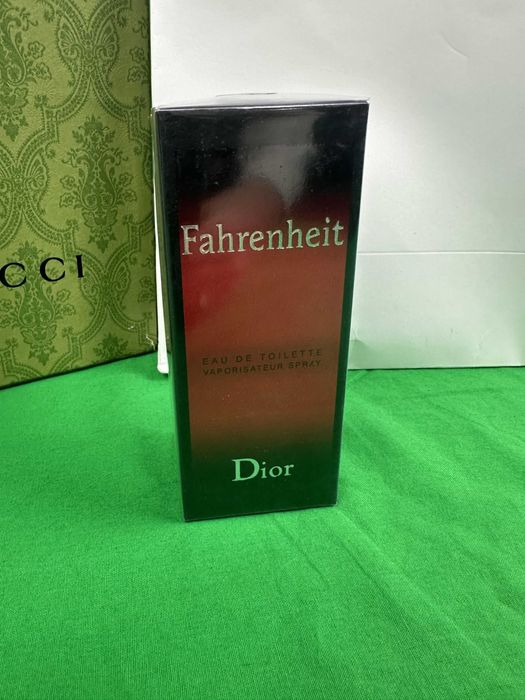 CCI
Fahrenheit
EAU DE TOILETTE
VAPORISATEUR SPRAY
Dior